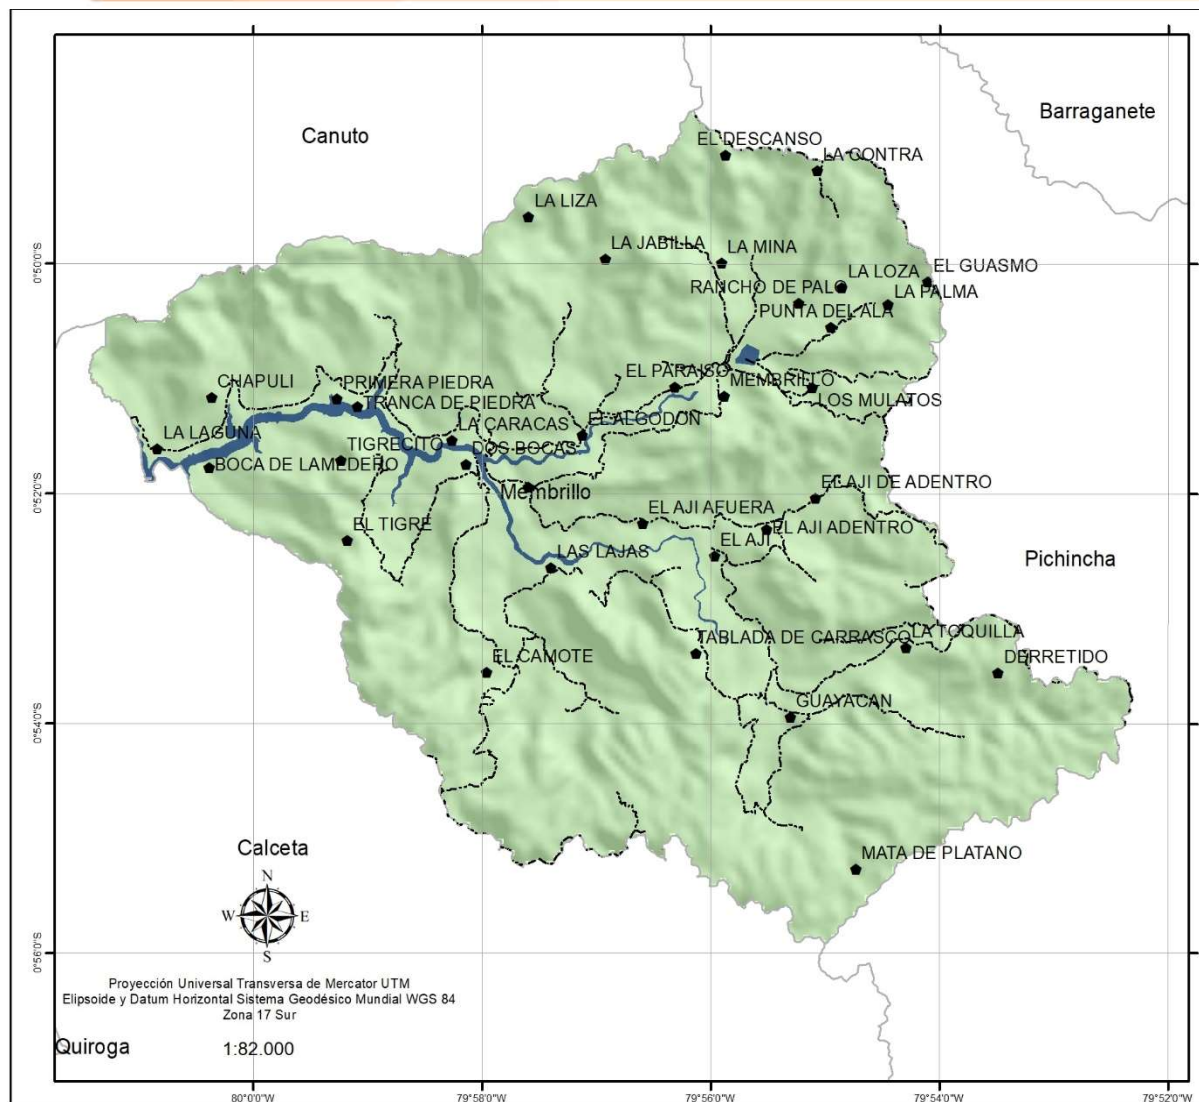 Canuto
Barraganete
EL DESCANSO
LA CONTRA
LA LIZA
LA JABILLA
LA MINA
0°50'0"S
LA LOZA
EL GUASMO
RANCHO DE PALO
LA PALMA
PUNTA DEL ALA
EL PARAISO
MEMBRILLO
CHAPULI
PRIMERA PIEDRA
LOS MULATOS
TRANCA DE PIEDRA
LA CARACAS
EL ALGODON
LA LAGUNA
TIGRECITO
DOS BOCAS
BOCA DE LAMEDERO
0°52'0"S
Membrillo
EL AJI DE ADENTRO
EL AJI AFUERA
EL TIGRE
EL AJI ADENTRO
EL AJI
LAS LAJAS
Pichincha
TABLADA DE CARRASCO
LA TOQUILLA
EL CAMOTE
DERRETIDO
GUAYACAN
0°54'0"S
Calceta
MATA DE PLATANO
N
W
E
S
0°56'0"S
Proyección Universal Transversa de Mercator UTM
Elipsoide y Datum Horizontal Sistema Geodésico Mundial WGS 84
Zona 17 Sur
Quiroga
1:82.000
80°0'0"W
79°58'0"W
79°56'0"W
79°54'0"W
79°52'0"W